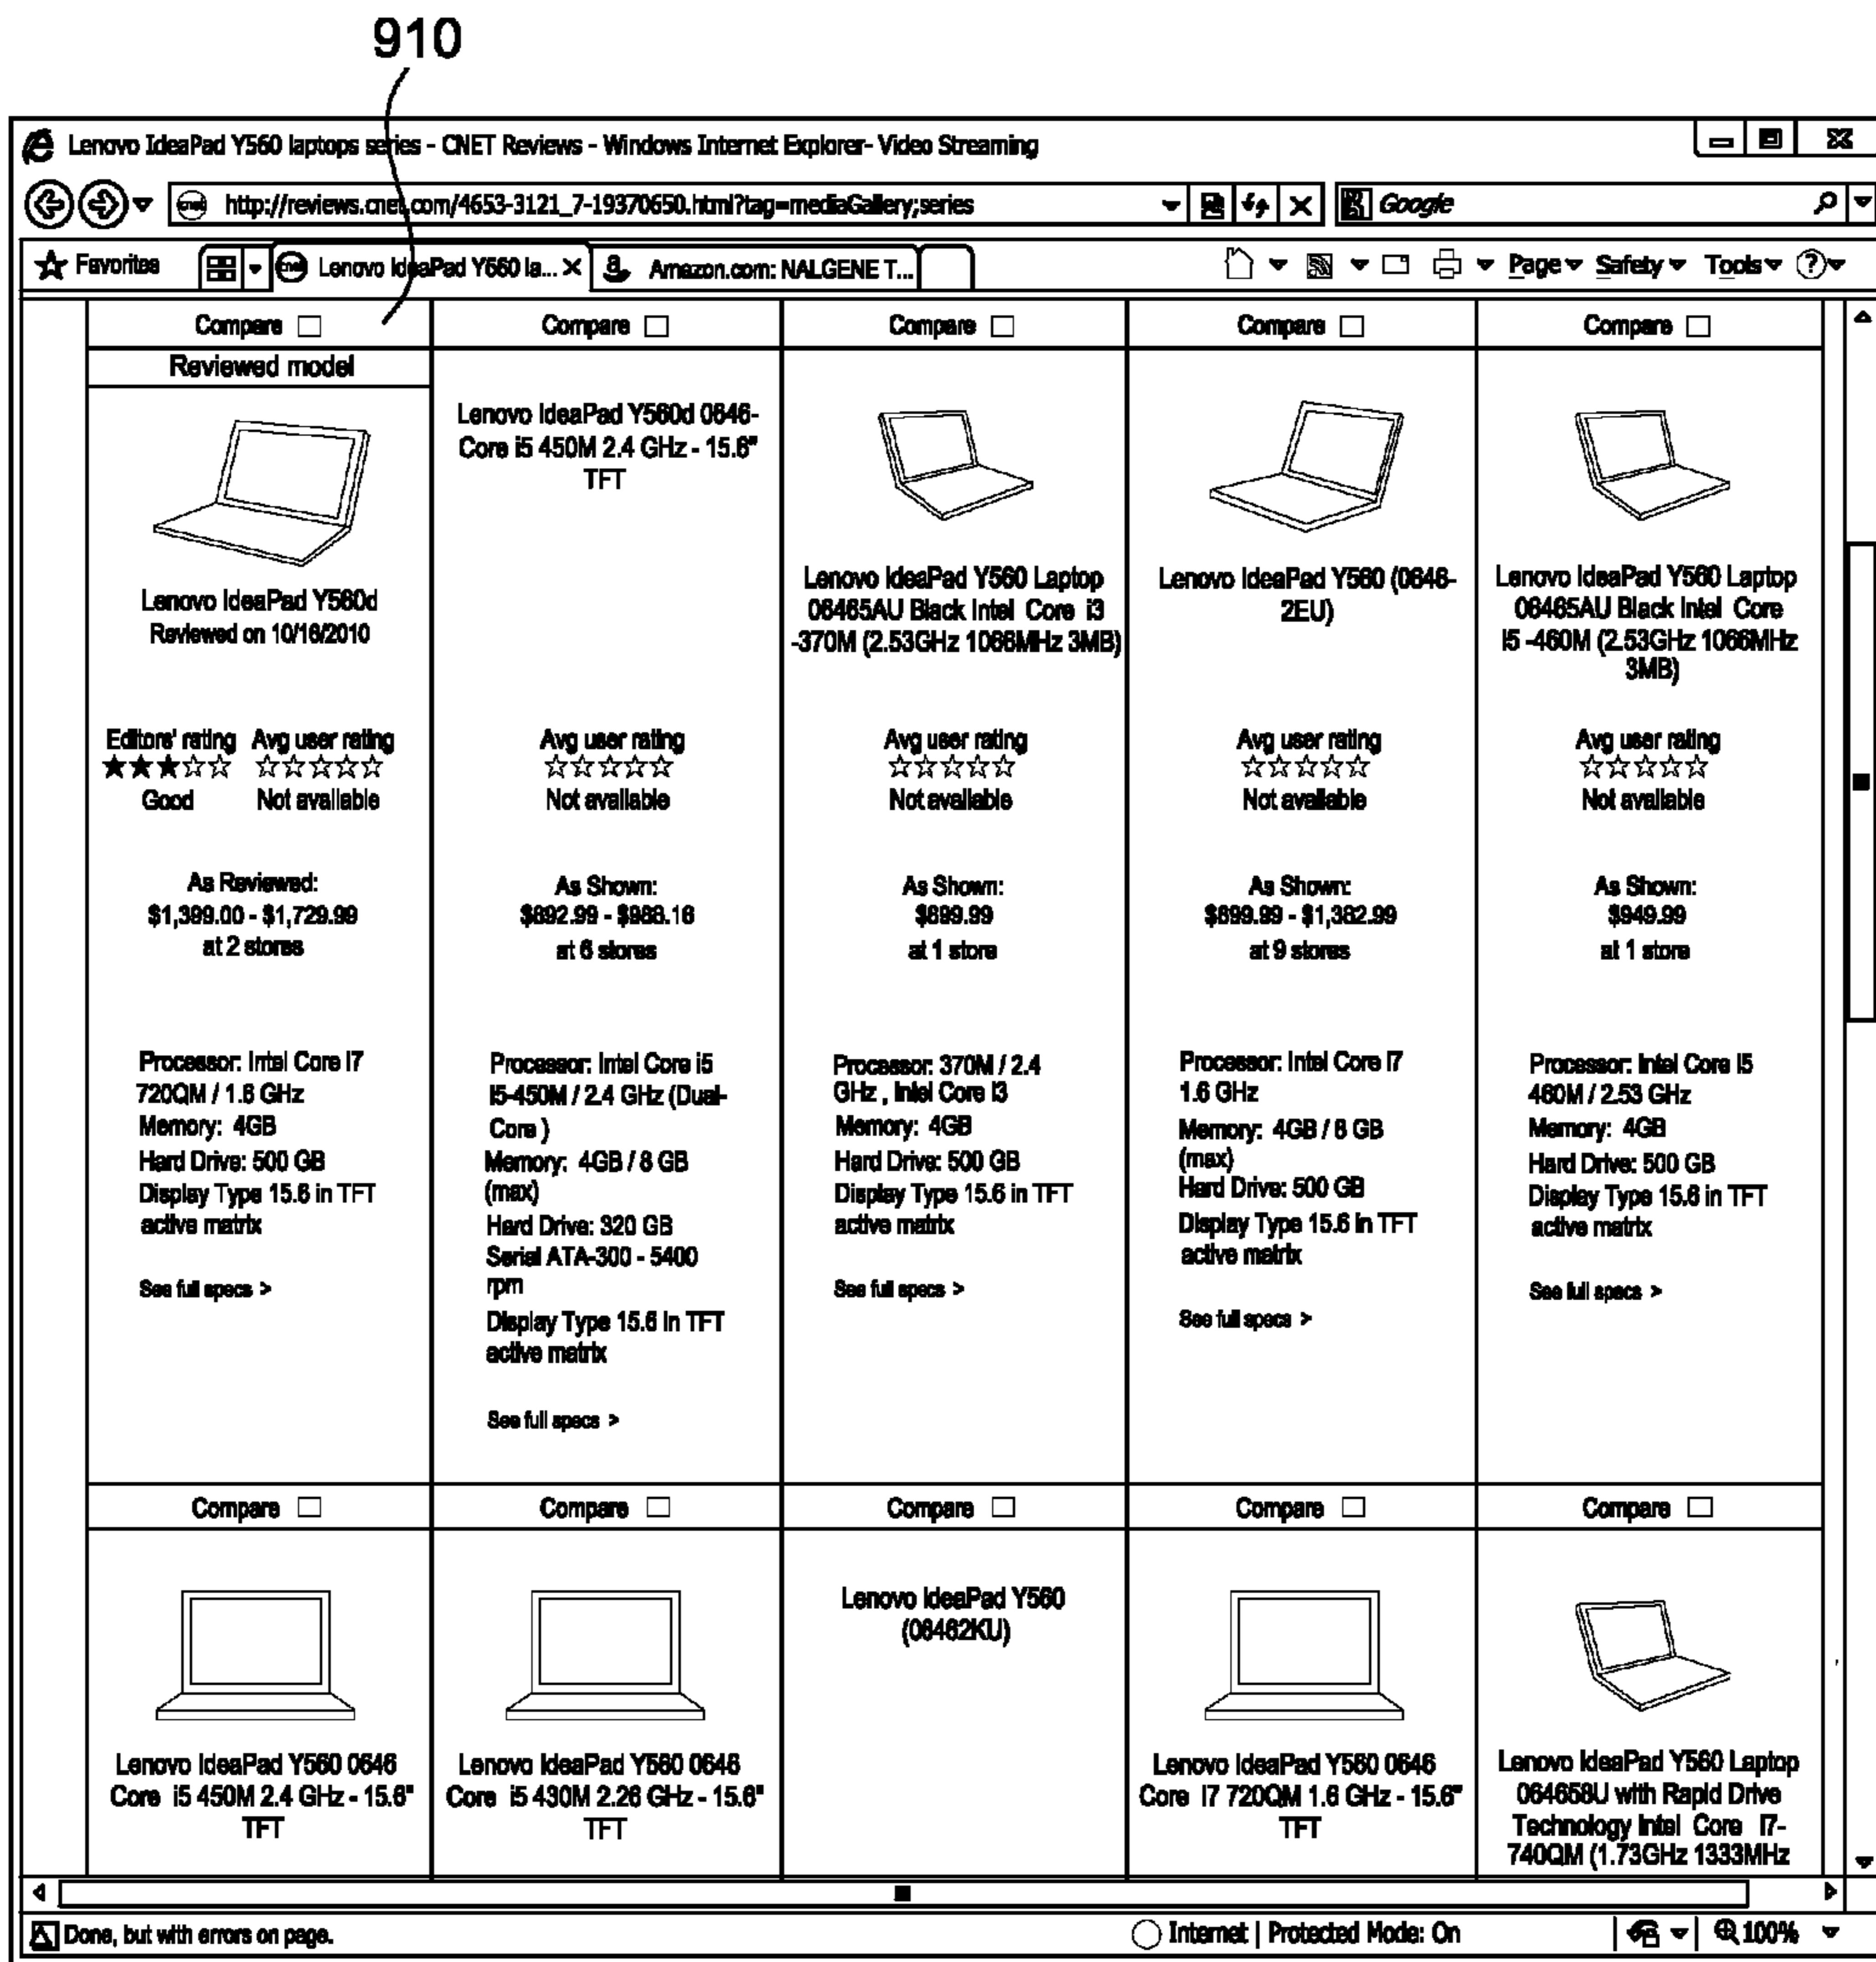 910
Lenovo IdeaPad Y560 laptops series - CNET Reviews - Windows Internet Explorer- Video Streaming
http://reviews.cnet.com/4653-3121_7-19370650.html?tag=mediaGallery;series
Google
Favorites
cnet Lenovo IdeaPad Y560 la... X
a Amazon.com: NALGENE T...
Page Safety Tools
Compare
Compare
Compare
Compare
Compare
Reviewed model
Lenovo IdeaPad Y560d
Reviewed on 10/16/2010
Editors' rating Avg user rating
Good Not available
As Reviewed:
$1,399.00 - $1,729.99
at 2 stores
Processor: Intel Core i7
720QM / 1.6 GHz
Memory: 4GB
Hard Drive: 500 GB
Display Type 15.6 in TFT
active matrix
See full specs >
Lenovo IdeaPad Y560d 0646-
Core i5 450M 2.4 GHz - 15.6"
TFT
Avg user rating
Not available
As Shown:
$892.99 - $988.16
at 6 stores
Processor: Intel Core i5
i5-450M / 2.4 GHz (Dual-
Core )
Memory: 4GB / 8 GB
(max)
Hard Drive: 320 GB
Serial ATA-300 - 5400
rpm
Display Type 15.6 in TFT
active matrix
See full specs >
Lenovo IdeaPad Y560 Laptop
06465AU Black Intel Core i3
-370M (2.53GHz 1066MHz 3MB)
Avg user rating
Not available
As Shown:
$899.99
at 1 store
Processor: 370M / 2.4
GHz , Intel Core i3
Memory: 4GB
Hard Drive: 500 GB
Display Type 15.6 in TFT
active matrix
See full specs >
Lenovo IdeaPad Y560 (0646-
2EU)
Avg user rating
Not available
As Shown:
$899.99 - $1,382.99
at 9 stores
Processor: Intel Core i7
1.6 GHz
Memory: 4GB / 8 GB
(max)
Hard Drive: 500 GB
Display Type 15.6 in TFT
active matrix
See full specs >
Lenovo IdeaPad Y560 Laptop
06465AU Black Intel Core
i5 -460M (2.53GHz 1066MHz
3MB)
Avg user rating
Not available
As Shown:
$949.99
at 1 store
Processor: Intel Core i5
460M / 2.53 GHz
Memory: 4GB
Hard Drive: 500 GB
Display Type 15.6 in TFT
active matrix
See full specs >
Compare
Compare
Compare
Compare
Compare
Lenovo IdeaPad Y560 0646
Core i5 450M 2.4 GHz - 15.6"
TFT
Lenovo IdeaPad Y560 0646
Core i5 430M 2.26 GHz - 15.6"
TFT
Lenovo IdeaPad Y560
(06462KU)
Lenovo IdeaPad Y560 0646
Core i7 720QM 1.6 GHz - 15.6"
TFT
Lenovo IdeaPad Y560 Laptop
064658U with Rapid Drive
Technology Intel Core i7-
740QM (1.73GHz 1333MHz
Done, but with errors on page.
Internet | Protected Mode: On
100%